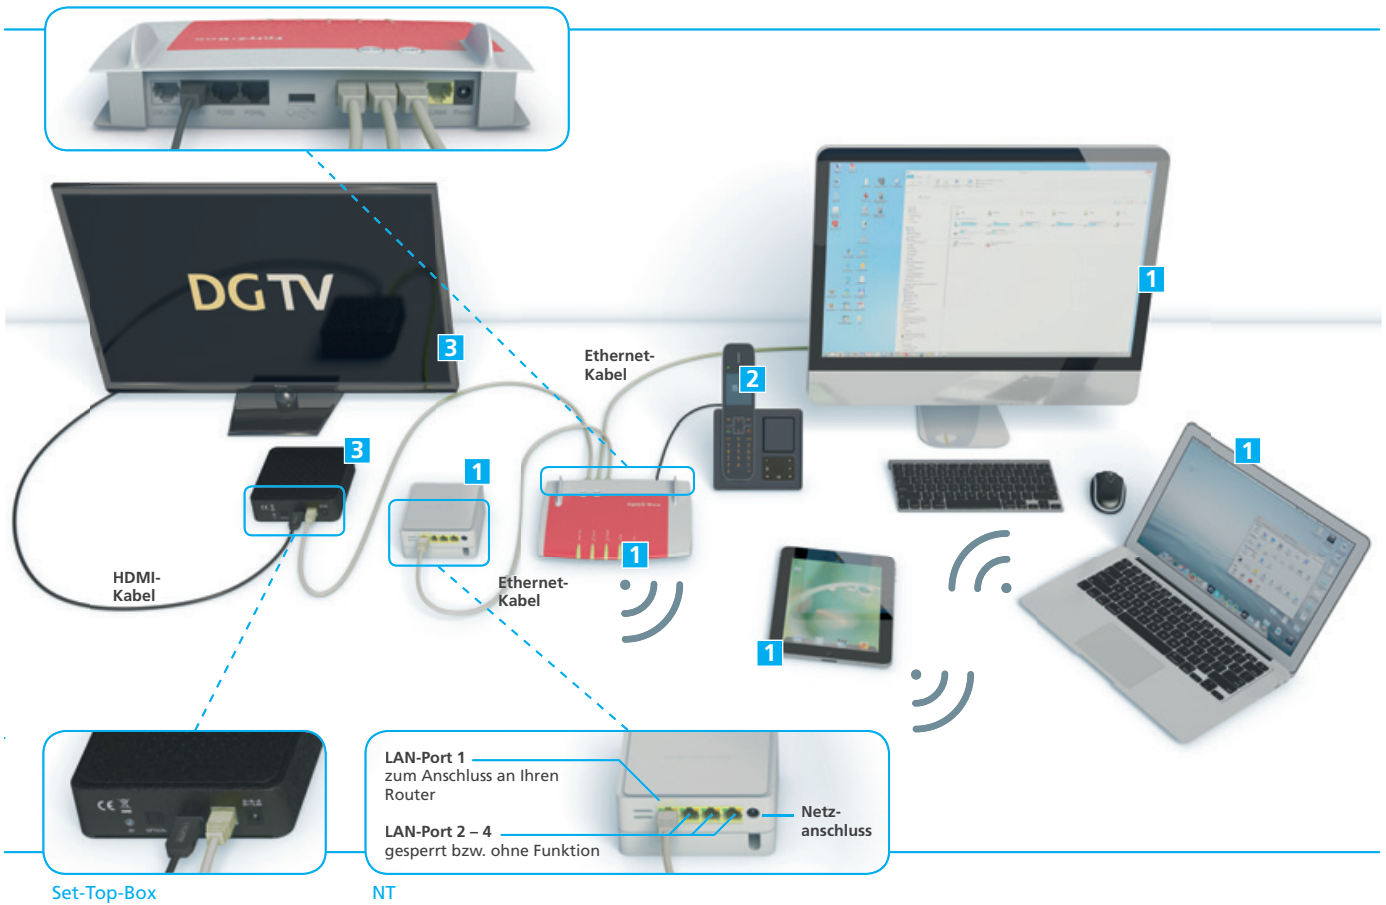 DGTV
3
Ethernet-
Kabel
2
1
3
1
1
1
1
HDMI-
Kabel
Ethernet-
Kabel
LAN-Port 1
zum Anschluss an Ihren
Router
LAN-Port 2 – 4
gesperrt bzw. ohne Funktion
Netz-
anschluss
Set-Top-Box
NT